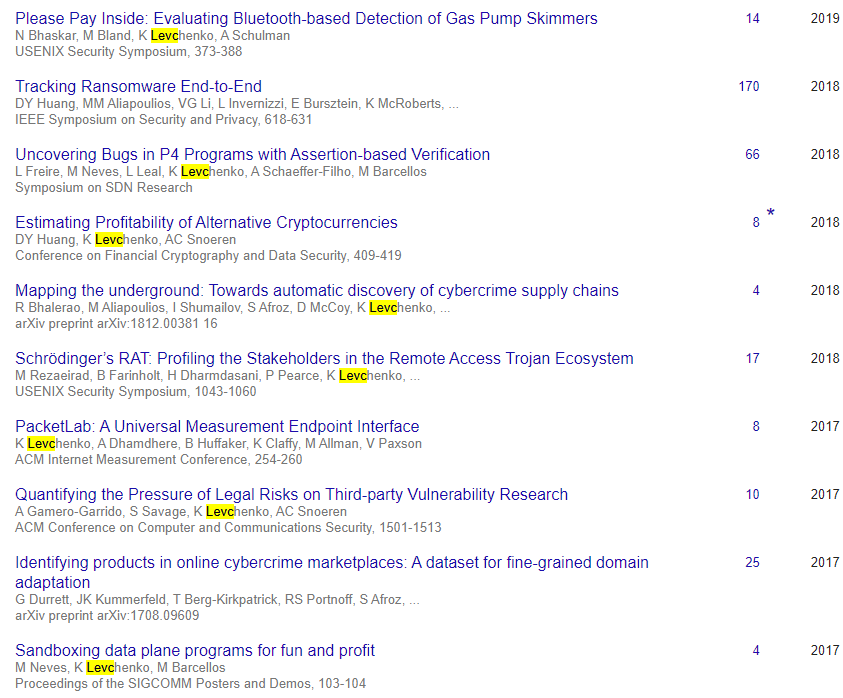 Please Pay Inside: Evaluating Bluetooth-based Detection of Gas Pump Skimmers 14 2019
N Bhaskar, M Bland, K Levchenko, A Schulman
USENIX Security Symposium, 373-388
Tracking Ransomware End-to-End 170 2018
DY Huang, MM Aliapoulios, VG Li, L Invernizzi, E Bursztein, K McRoberts, ...
IEEE Symposium on Security and Privacy, 618-631
Uncovering Bugs in P4 Programs with Assertion-based Verification 66 2018
L Freire, M Neves, L Leal, K Levchenko, A Schaeffer-Filho, M Barcellos
Symposium on SDN Research
Estimating Profitability of Alternative Cryptocurrencies 8 * 2018
DY Huang, K Levchenko, AC Snoeren
Conference on Financial Cryptography and Data Security, 409-419
Mapping the underground: Towards automatic discovery of cybercrime supply chains 4 2018
R Bhalerao, M Aliapoulios, I Shumailov, S Afroz, D McCoy, K Levchenko, ...
arXiv preprint arXiv:1812.00381 16
Schrödinger’s RAT: Profiling the Stakeholders in the Remote Access Trojan Ecosystem 17 2018
M Rezaeirad, B Farinholt, H Dharmdasani, P Pearce, K Levchenko, ...
USENIX Security Symposium, 1043-1060
PacketLab: A Universal Measurement Endpoint Interface 8 2017
K Levchenko, A Dhamdhere, B Huffaker, K Claffy, M Allman, V Paxson
ACM Internet Measurement Conference, 254-260
Quantifying the Pressure of Legal Risks on Third-party Vulnerability Research 10 2017
A Gamero-Garrido, S Savage, K Levchenko, AC Snoeren
ACM Conference on Computer and Communications Security, 1501-1513
Identifying products in online cybercrime marketplaces: A dataset for fine-grained domain 25 2017
adaptation
G Durrett, JK Kummerfeld, T Berg-Kirkpatrick, RS Portnoff, S Afroz, ...
arXiv preprint arXiv:1708.09609
Sandboxing data plane programs for fun and profit 4 2017
M Neves, K Levchenko, M Barcellos
Proceedings of the SIGCOMM Posters and Demos, 103-104